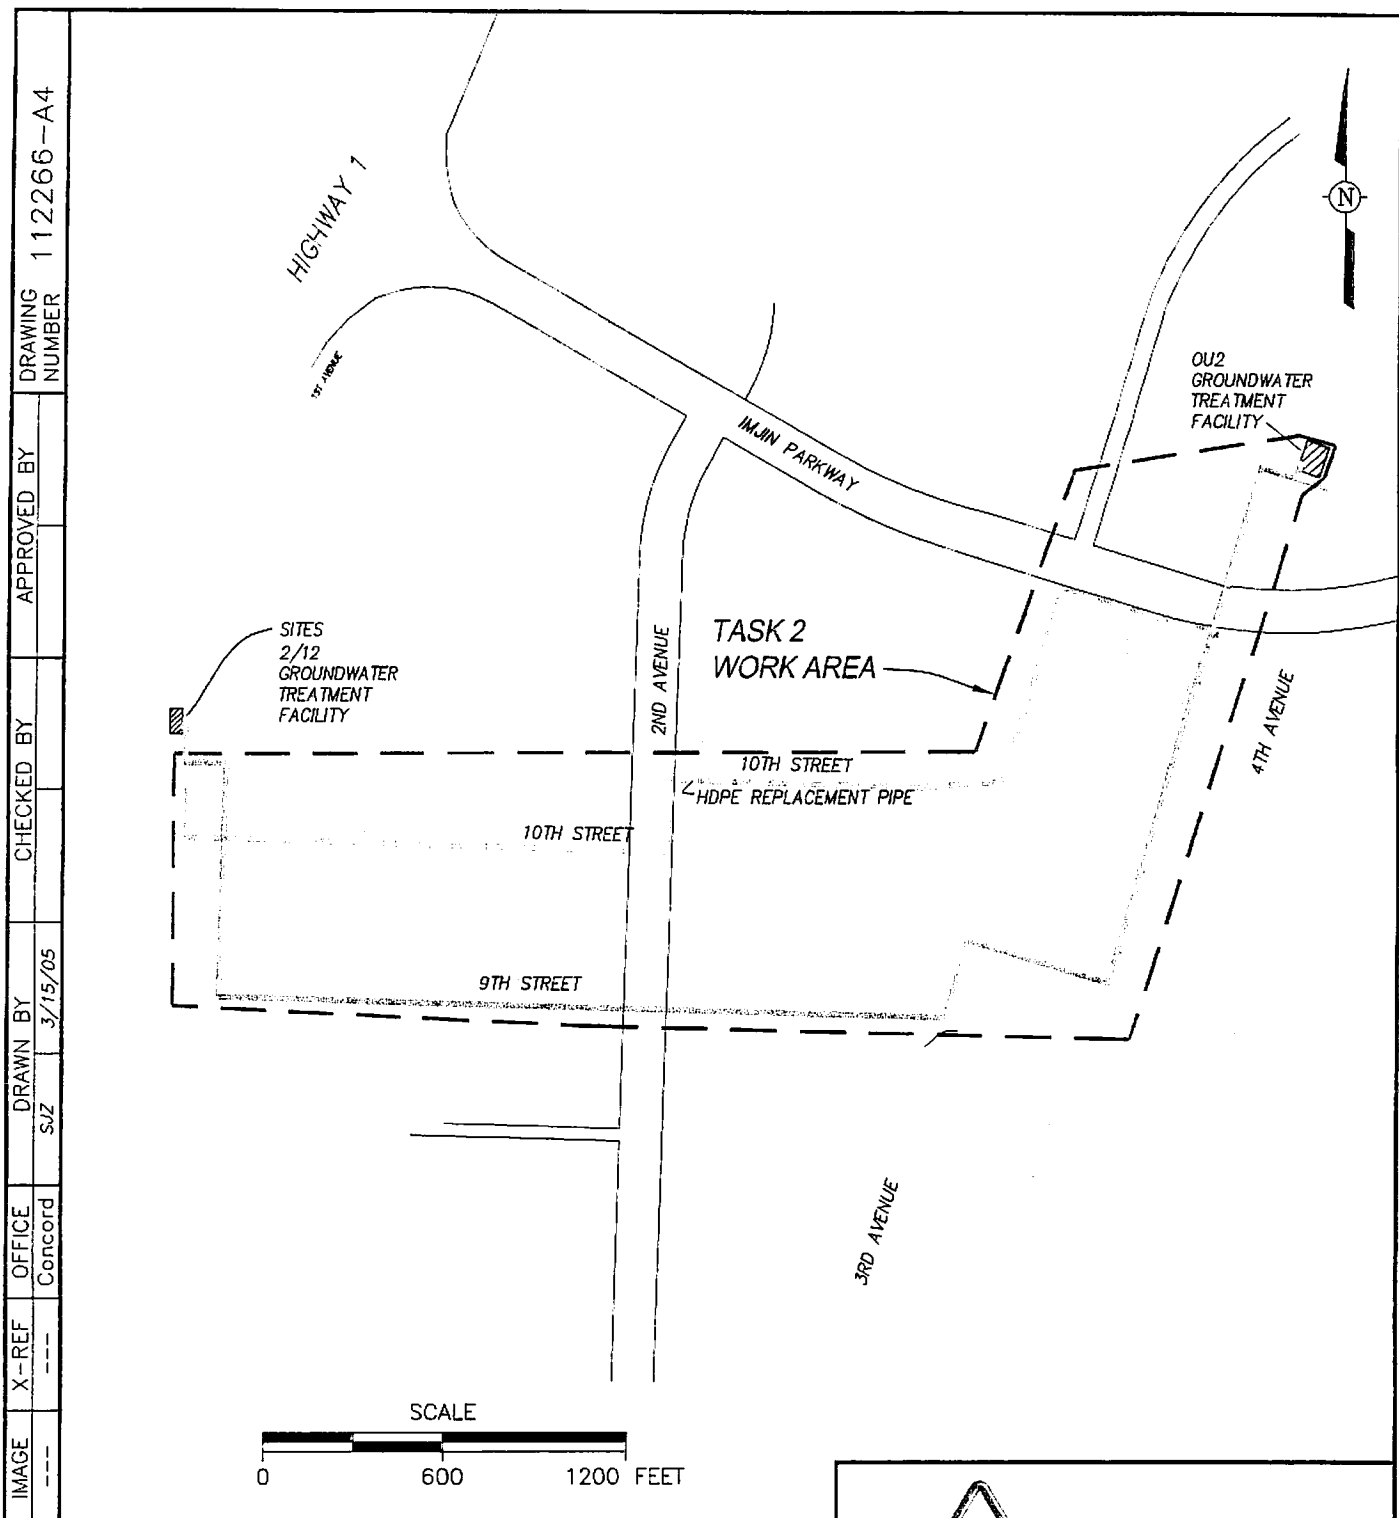 DRAWING
NUMBER
112266-A4
APPROVED BY
CHECKED BY
DRAWN BY
SJZ
3/15/05
OFFICE
Concord
X-REF
---
IMAGE
---
HIGHWAY 1
1ST AVENUE
N
OU2
GROUNDWATER
TREATMENT
FACILITY
IMJIN PARKWAY
SITES
2/12
GROUNDWATER
TREATMENT
FACILITY
TASK 2
WORK AREA
2ND AVENUE
4TH AVENUE
10TH STREET
HDPE REPLACEMENT PIPE
10TH STREET
9TH STREET
3RD AVENUE
SCALE
0 600 1200 FEET